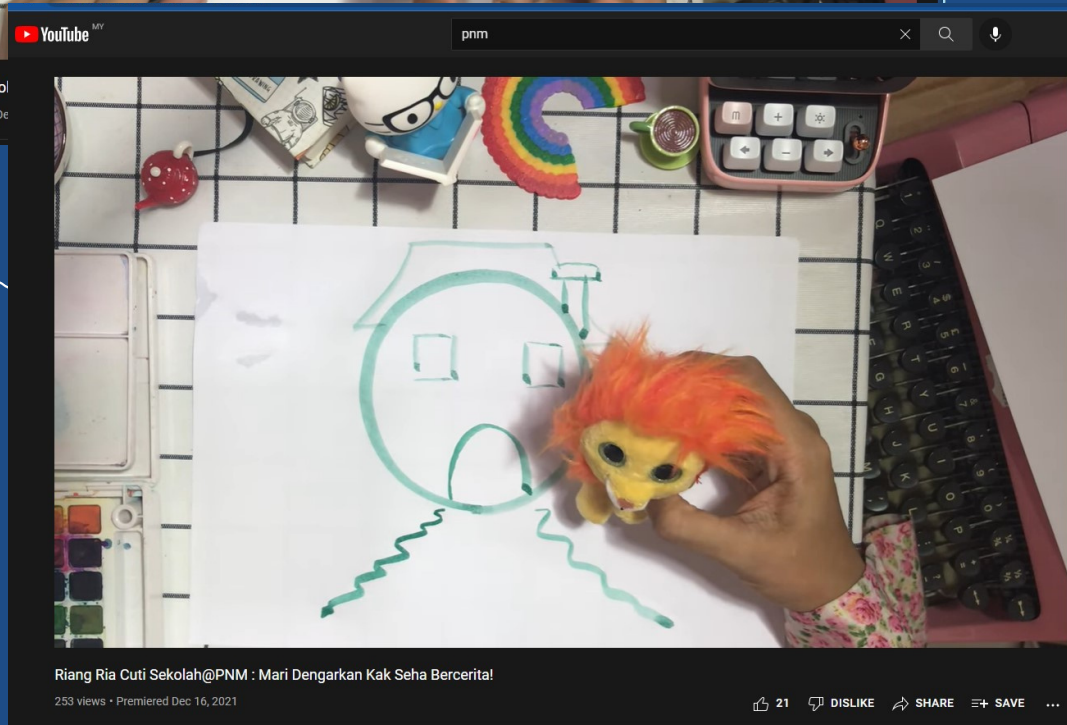 YouTube MY
pnm
Riang Ria Cuti Sekolah@PNM : Mari Dengarkan Kak Seha Bercerita!
253 views • Premiered Dec 16, 2021
21 DISLIKE SHARE SAVE ...